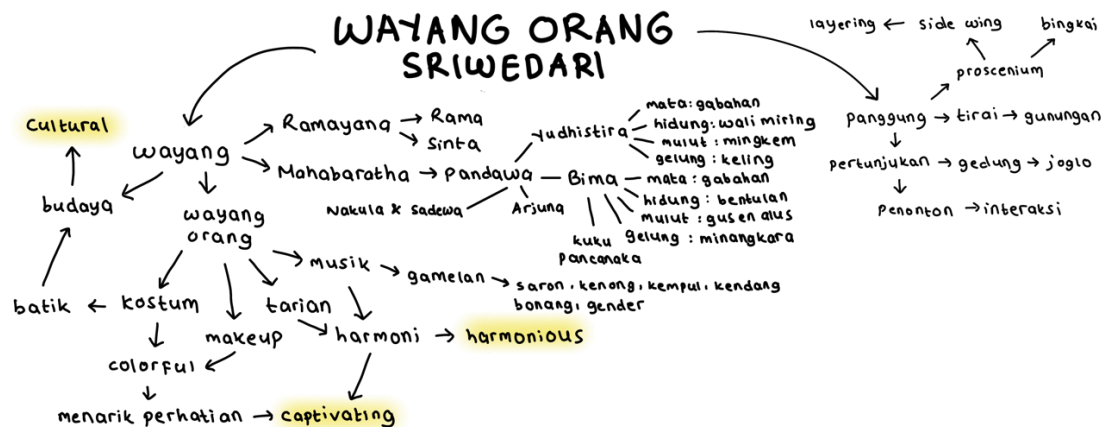 WAYANG ORANG
SRIWEDARI
layering ← side wing
bingkai
proscenium
panggung → tirai → gunungan
pertunjukan → gedung → joglo
penonton → interaksi
cultural
wayang
budaya
Ramayana → Rama
→ Sinta
Mahabaratha → Pandawa
Yudhistira
mata: gabahan
hidung: wali miring
mulut: mingkem
gelung: keling
Bima
mata: gabahan
hidung: bentulan
mulut: gusen alus
gelung: minangkara
kuku
pancanaka
Arjuna
Nakula & Sadewa
wayang
orang
musik → gamelan → saron, kenong, kempul, kendang
bonang, gender
batik ← kostum
makeup
tarian
harmoni → harmonious
colorful
menarik perhatian → captivating